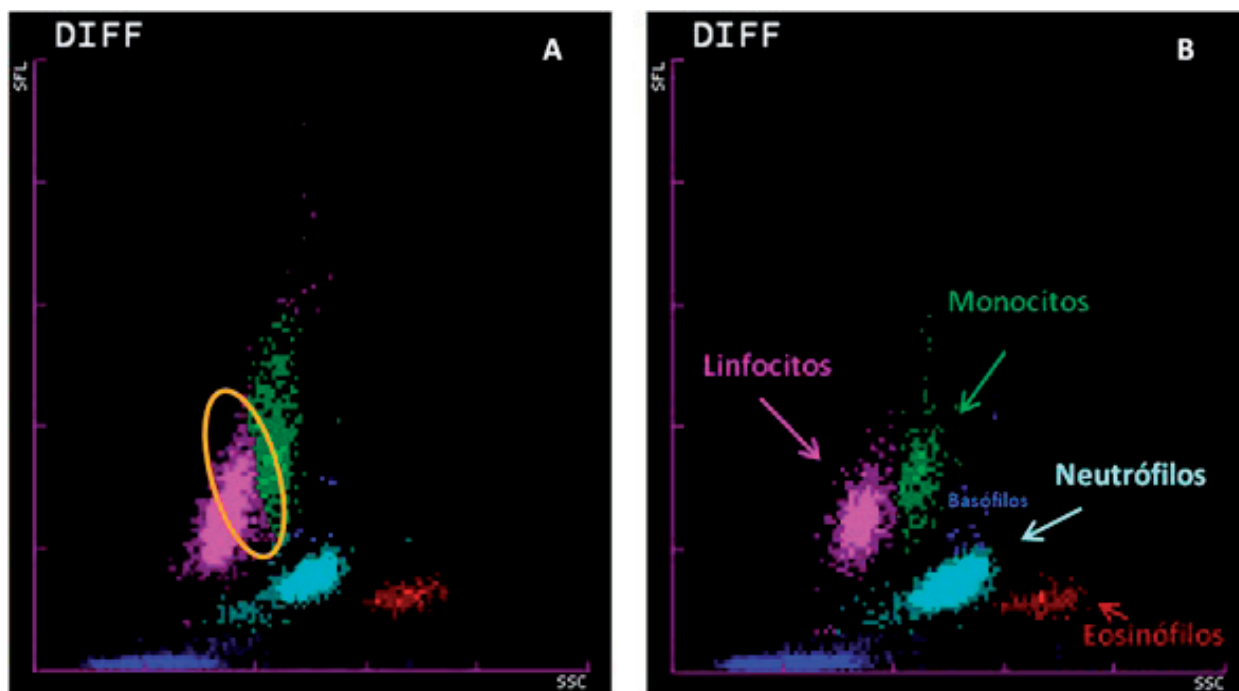 DIFF
A
SFL
SSC
DIFF
B
SFL
Monocitos
Linfocitos
Neutrófilos
Basófilos
Eosinófilos
SSC